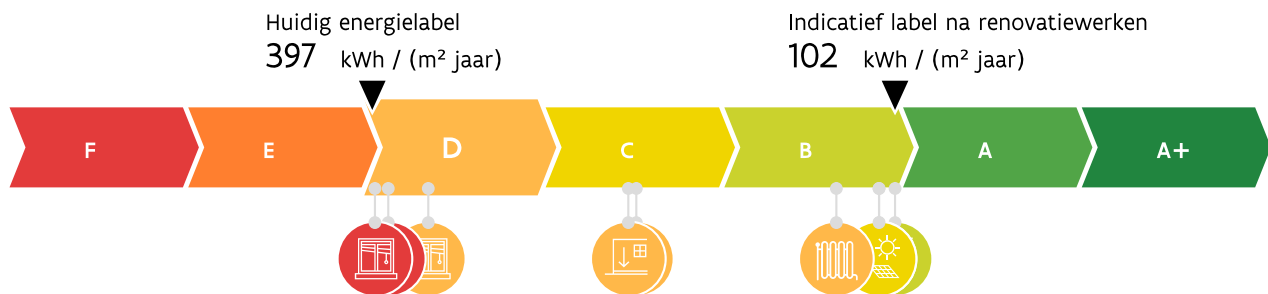 Huidig energielabel
397 kWh / (m² jaar)
Indicatief label na renovatiewerken
102 kWh / (m² jaar)
F
E
D
C
B
A
A+